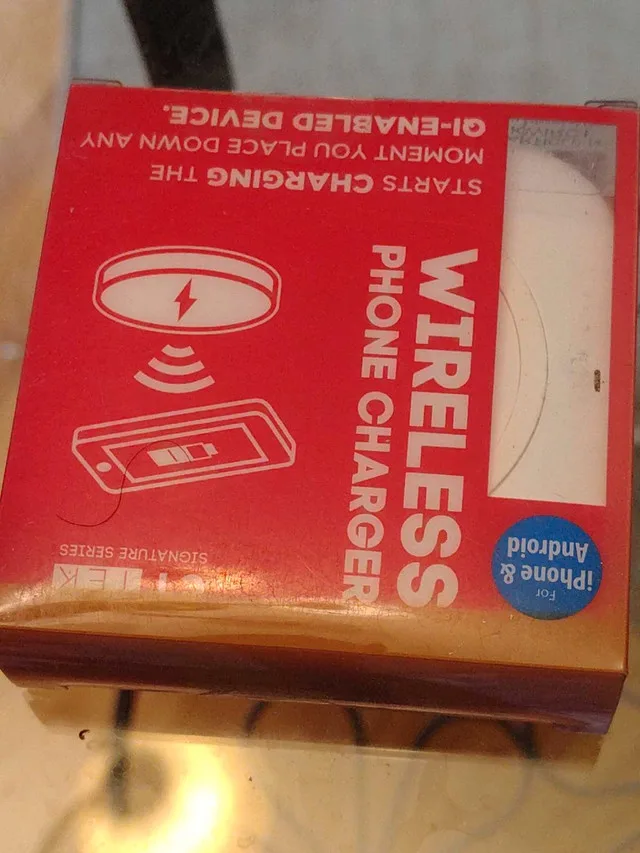 SIGNATURE SERIES
For
iPhone &
Android
WIRELESS
PHONE CHARGER
STARTS CHARGING THE
MOMENT YOU PLACE DOWN ANY
QI-ENABLED DEVICE.